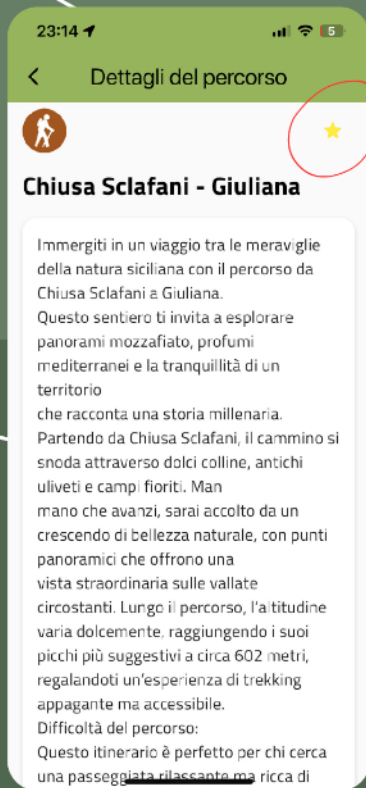 23:14
5
Dettagli del percorso
Chiusa Sclafani - Giuliana
Immergiti in un viaggio tra le meraviglie
della natura siciliana con il percorso da
Chiusa Sclafani a Giuliana.
Questo sentiero ti invita a esplorare
panorami mozzafiato, profumi
mediterranei e la tranquillità di un
territorio
che racconta una storia millenaria.
Partendo da Chiusa Sclafani, il cammino si
snoda attraverso dolci colline, antichi
uliveti e campi fioriti. Man
mano che avanzi, sarai accolto da un
crescendo di bellezza naturale, con punti
panoramici che offrono una
vista straordinaria sulle vallate
circostanti. Lungo il percorso, l'altitudine
varia dolcemente, raggiungendo i suoi
picchi più suggestivi a circa 602 metri,
regalandoti un'esperienza di trekking
appagante ma accessibile.
Difficoltà del percorso:
Questo itinerario è perfetto per chi cerca
una passeggiata rilassante ma ricca di